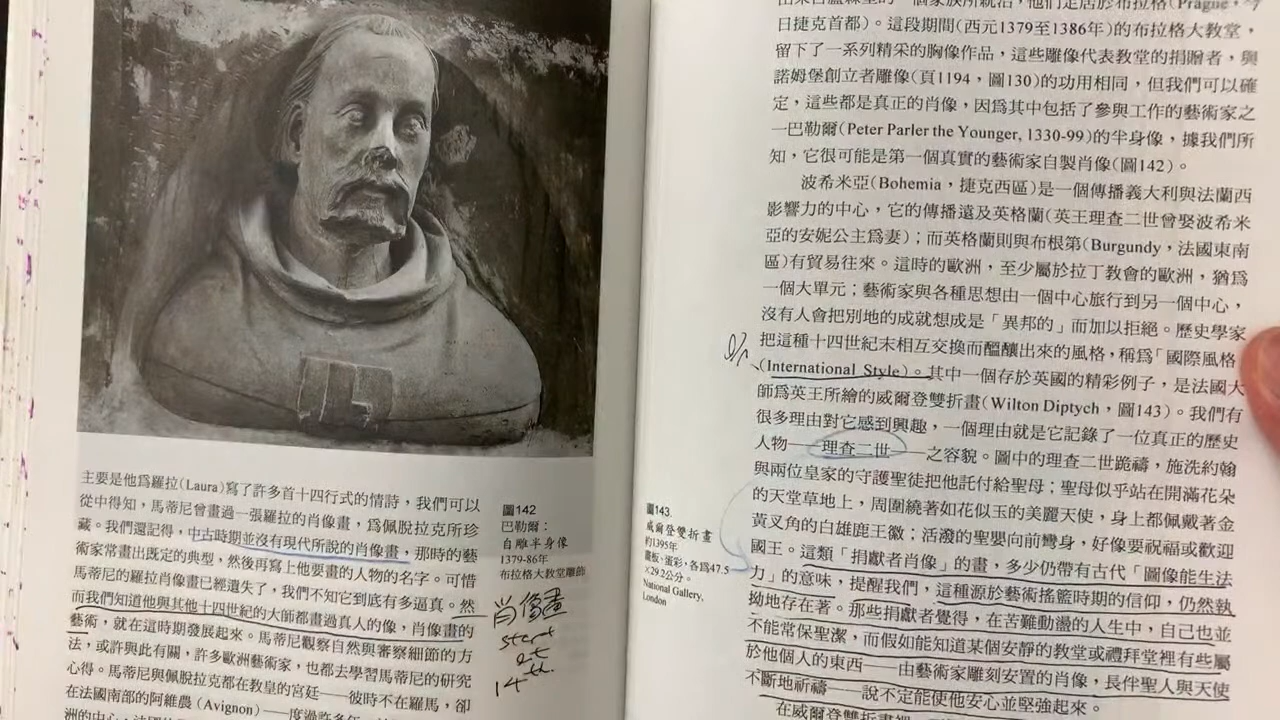 主要是他爲羅拉(Laura)寫了許多首十四行式的情詩，我們可以
從中得知，馬蒂尼曾畫過一張羅拉的肖像畫，爲佩脫拉克所珍
藏。我們還記得，中古時期並沒有現代所說的肖像畫，那時的藝
術家常畫出既定的典型，然後再寫上他要畫的人物的名字。可惜
馬蒂尼的羅拉肖像畫已經遺失了，我們不知它到底有多逼真。然
而我們知道他與其他十四世紀的大師都畫過真人的像，肖像畫的
藝術，就在這時期發展起來。馬蒂尼觀察自然與審察細節的方
法，或許與此有關，許多歐洲藝術家，也都去學習馬蒂尼的研究
心得。馬蒂尼與佩脫拉克都在教皇的宮廷——彼時不在羅馬，卻
在法國南部的阿維農(Avignon)——度過許多年
圖142
巴勒爾：
自雕半身像
1379-86年
布拉格大教堂雕飾
肖像畫
start
at
14th.
日捷克首都)。這段期間(西元1379至1386年)的布拉格大教堂，
留下了一系列精采的胸像作品，這些雕像代表教堂的捐贈者，與
諾姆堡創立者雕像(頁1194，圖130)的功用相同，但我們可以確
定，這些都是真正的肖像，因爲其中包括了參與工作的藝術家之
一巴勒爾(Peter Parler the Younger, 1330-99)的半身像，據我們所
知，它很可能是第一個真實的藝術家自製肖像(圖142)。
波希米亞(Bohemia，捷克西區)是一個傳播義大利與法蘭西
影響力的中心，它的傳播遠及英格蘭(英王理查二世曾娶波希米
亞的安妮公主爲妻)；而英格蘭則與布根第(Burgundy，法國東南
區)有貿易往來。這時的歐洲，至少屬於拉丁教會的歐洲，猶爲
一個大單元；藝術家與各種思想由一個中心旅行到另一個中心，
沒有人會把別地的成就想成是「異邦的」而加以拒絕。歷史學家
把這種十四世紀末相互交換而醞釀出來的風格，稱爲「國際風格」
(International Style)。其中一個存於英國的精彩例子，是法國大
師爲英王所繪的威爾登雙折畫(Wilton Diptych，圖143)。我們有
很多理由對它感到興趣，一個理由就是它記錄了一位真正的歷史
人物——理查二世——之容貌。圖中的理查二世跪禱，施洗約翰
與兩位皇家的守護聖徒把他託付給聖母；聖母似乎站在開滿花朵
的天堂草地上，周圍繞著如花似玉的美麗天使，身上都佩戴著金
黃叉角的白雄鹿王徽；活潑的聖嬰向前彎身，好像要祝福或歡迎
國王。這類「捐獻者肖像」的畫，多少仍帶有古代「圖像能生法
力」的意味，提醒我們，這種源於藝術搖籃時期的信仰，仍然執
拗地存在著。那些捐獻者覺得，在苦難動盪的人生中，自己也並
不能常保聖潔，而假如能知道某個安靜的教堂或禮拜堂裡有些屬
於他個人的東西——由藝術家雕刻安置的肖像，長伴聖人與天使
不斷地祈禱——說不定能使他安心並堅強起來。
圖143.
威爾登雙折畫
約1395年
畫板，蛋彩，各爲47.5
×29.2公分。
National Gallery,
London